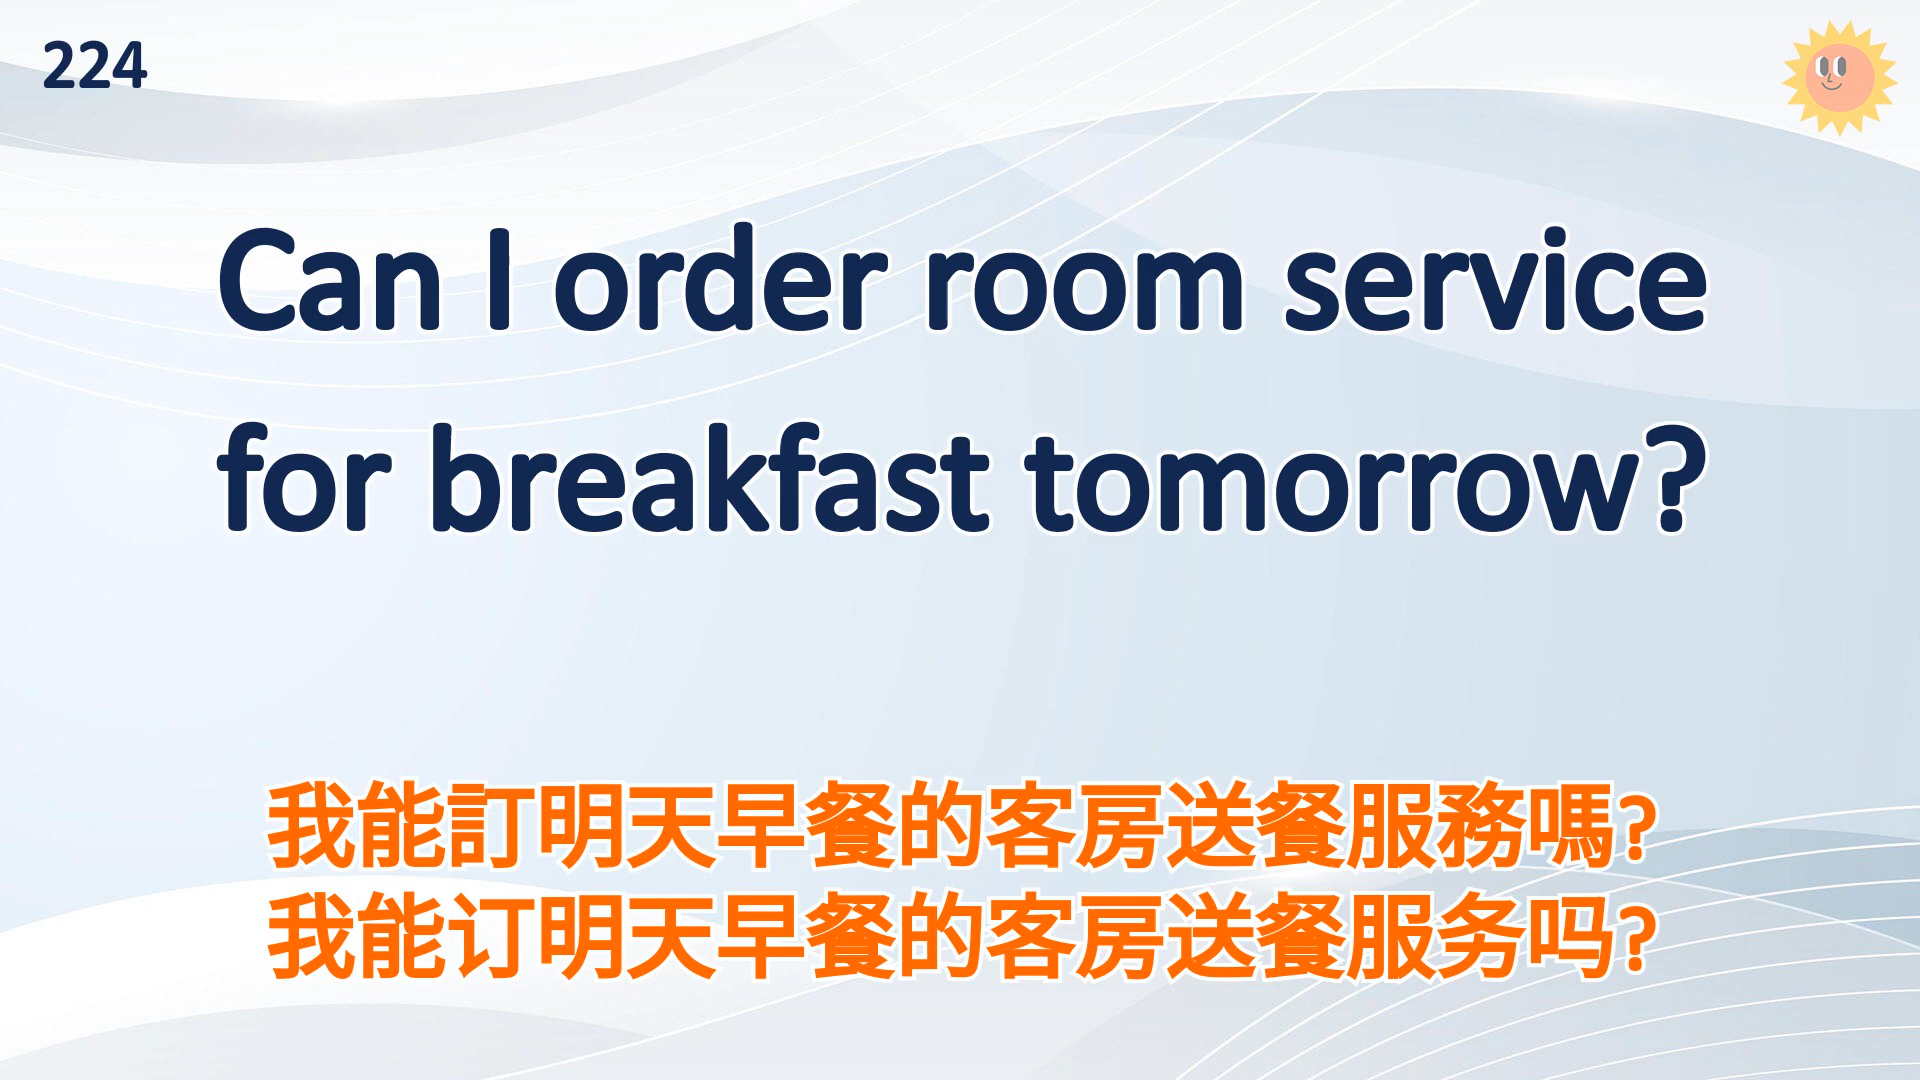 224
Can I order room service
for breakfast tomorrow?
我能訂明天早餐的客房送餐服務嗎?
我能订明天早餐的客房送餐服务吗?